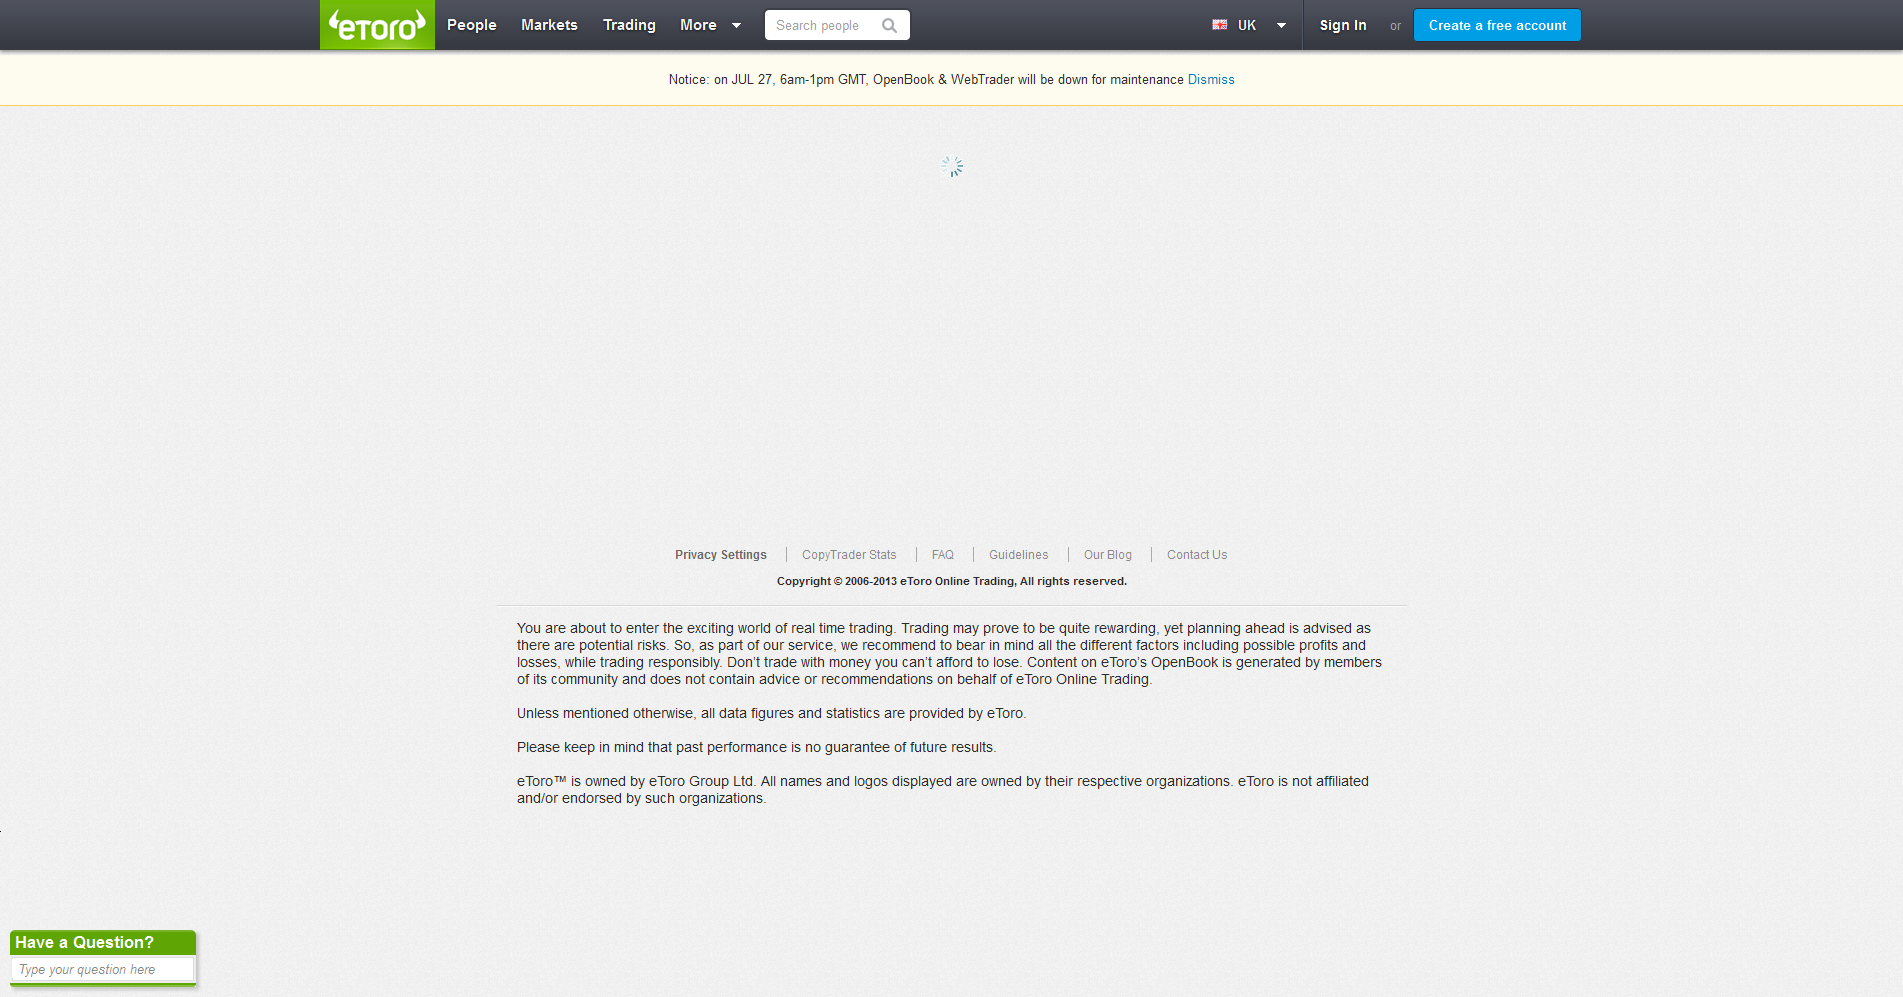 eToro People Markets Trading More Search people UK Sign In or Create a free account
Notice: on JUL 27, 6am-1pm GMT, OpenBook & WebTrader will be down for maintenance Dismiss
Privacy Settings CopyTrader Stats FAQ Guidelines Our Blog Contact Us
Copyright © 2006-2013 eToro Online Trading, All rights reserved.
You are about to enter the exciting world of real time trading. Trading may prove to be quite rewarding, yet planning ahead is advised as
there are potential risks. So, as part of our service, we recommend to bear in mind all the different factors including possible profits and
losses, while trading responsibly. Don’t trade with money you can’t afford to lose. Content on eToro’s OpenBook is generated by members
of its community and does not contain advice or recommendations on behalf of eToro Online Trading.
Unless mentioned otherwise, all data figures and statistics are provided by eToro.
Please keep in mind that past performance is no guarantee of future results.
eToro™ is owned by eToro Group Ltd. All names and logos displayed are owned by their respective organizations. eToro is not affiliated
and/or endorsed by such organizations.
Have a Question?
Type your question here